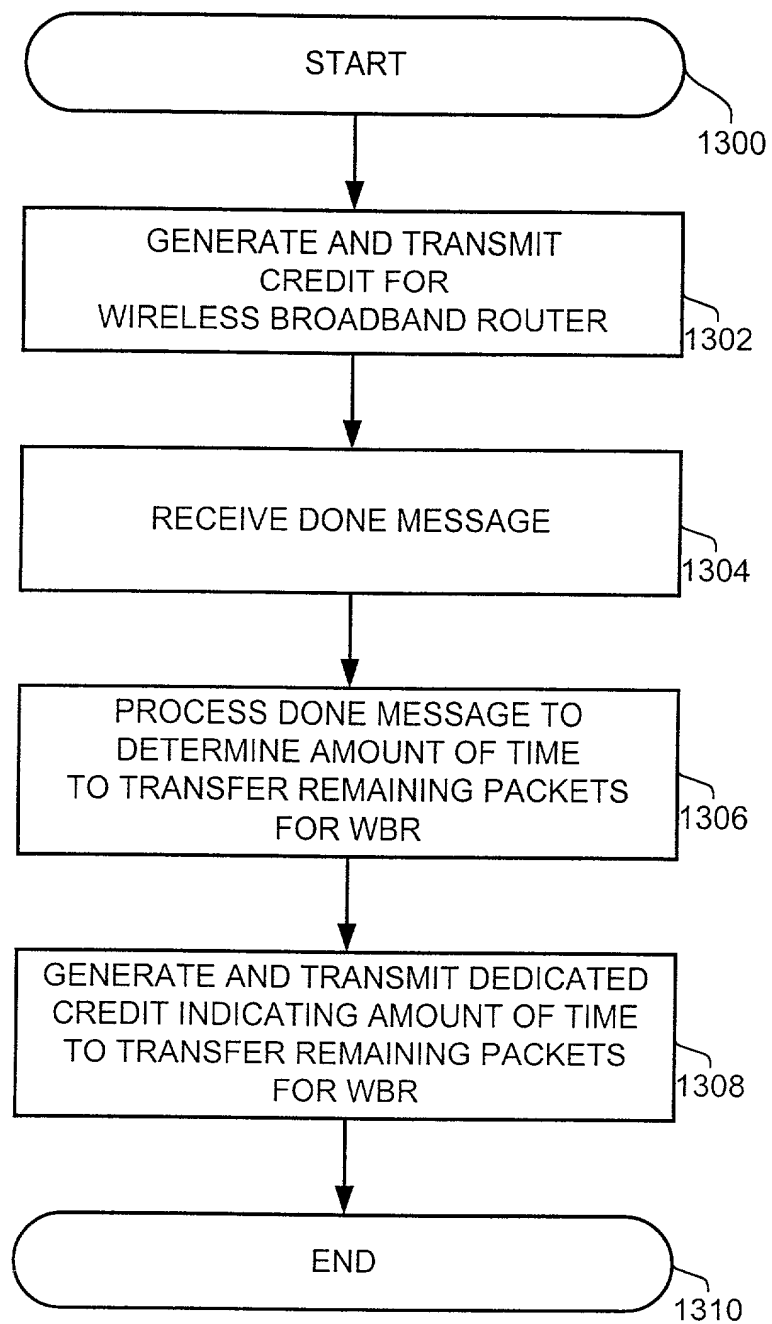 START
1300
GENERATE AND TRANSMIT
CREDIT FOR
WIRELESS BROADBAND ROUTER
1302
RECEIVE DONE MESSAGE
1304
PROCESS DONE MESSAGE TO
DETERMINE AMOUNT OF TIME
TO TRANSFER REMAINING PACKETS
FOR WBR
1306
GENERATE AND TRANSMIT DEDICATED
CREDIT INDICATING AMOUNT OF TIME
TO TRANSFER REMAINING PACKETS
FOR WBR
1308
END
1310